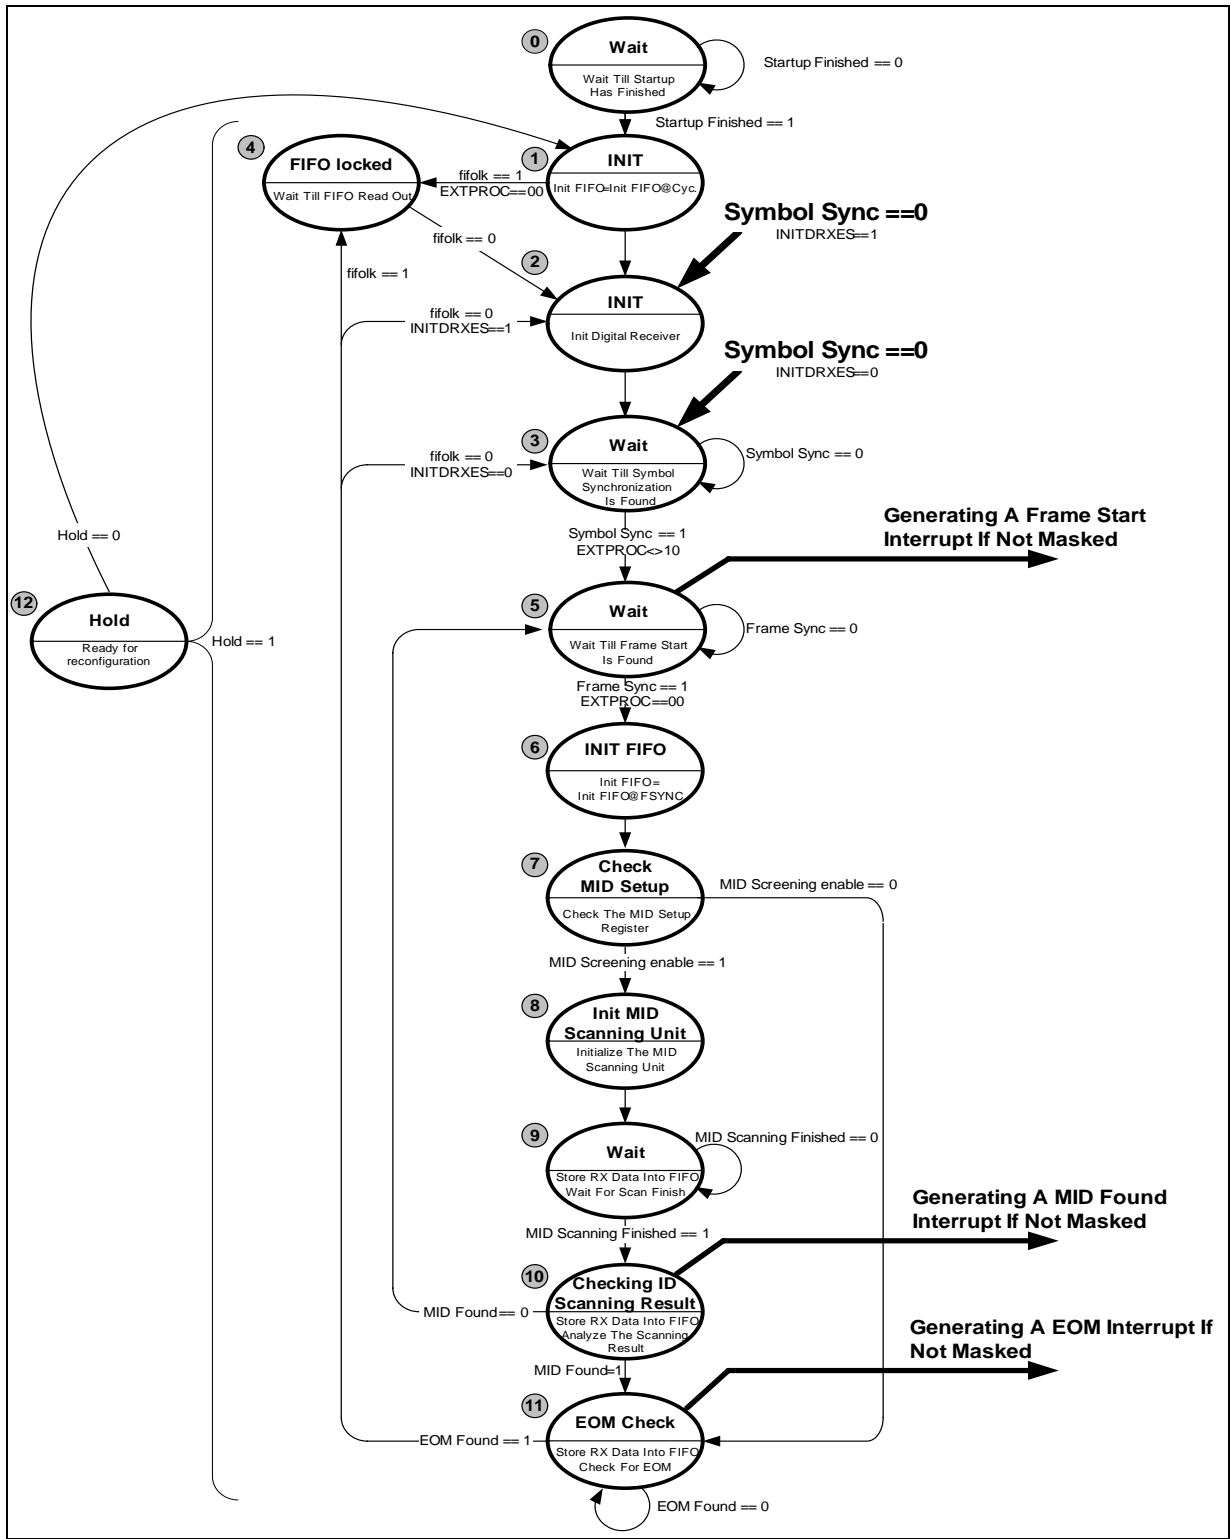 0
Wait
Wait Till Startup
Has Finished
Startup Finished == 0
Startup Finished == 1
4
FIFO locked
Wait Till FIFO Read Out
fifolk == 1
EXTPROC==00
1
INIT
Init FIFO=Init FIFO@Cyc.
Symbol Sync ==0
INITDRXES==1
fifolk == 0
fifolk == 1
2
INIT
Init Digital Receiver
fifolk == 0
INITDRXES==1
Symbol Sync ==0
INITDRXES==0
3
Wait
Wait Till Symbol
Synchronization
Is Found
Symbol Sync == 0
fifolk == 0
INITDRXES==0
Symbol Sync == 1
EXTPROC<>10
Generating A Frame Start
Interrupt If Not Masked
Hold == 0
12
Hold
Ready for
reconfiguration
Hold == 1
5
Wait
Wait Till Frame Start
Is Found
Frame Sync == 0
Frame Sync == 1
EXTPROC==00
6
INIT FIFO
Init FIFO=
Init FIFO@FSYNC
7
Check
MID Setup
Check The MID Setup
Register
MID Screening enable == 0
MID Screening enable == 1
8
Init MID
Scanning Unit
Initialize The MID
Scanning Unit
9
Wait
Store RX Data Into FIFO
Wait For Scan Finish
MID Scanning Finished == 0
MID Scanning Finished == 1
Generating A MID Found
Interrupt If Not Masked
10
Checking ID
Scanning Result
Store RX Data Into FIFO
Analyze The Scanning
Result
MID Found== 0
MID Found=1
Generating A EOM Interrupt If
Not Masked
11
EOM Check
Store RX Data Into FIFO
Check For EOM
EOM Found == 1
EOM Found == 0